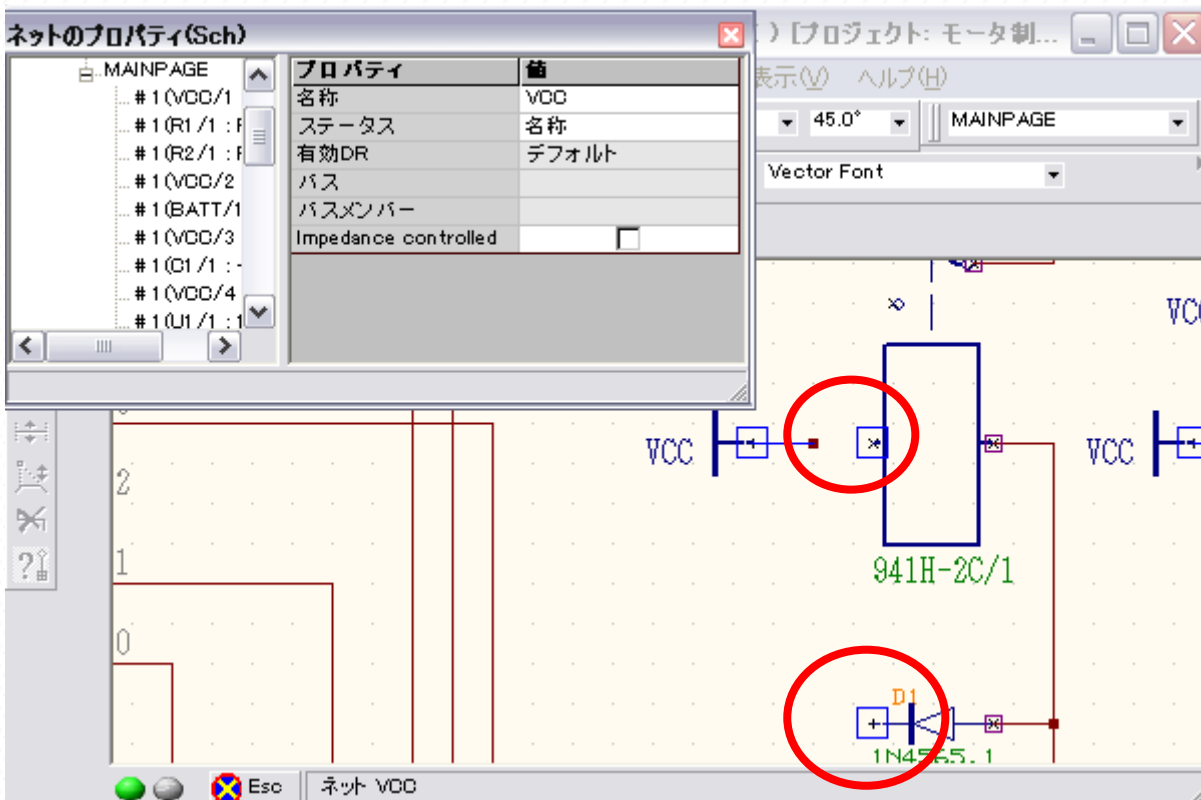 ネットのプロパティ(Sch)
) [プロジェクト: モータ制...
表示(V) ヘルプ(H)
MAINPAGE
#1(VCC/1
#1(R1/1 :
#1(R2/1 :
#1(VCC/2
#1(BATT/1
#1(VCC/3
#1(C1/1 : -
#1(VCC/4
#1(U1/1 : 1
プロパティ 値
名称 VCC
ステータス 名称
有効DR デフォルト
バス
バスメンバー
Impedance controlled
45.0° MAINPAGE
Vector Font
VCC
VCC
VCC
2
941H-2C/1
1
0
D1
1N4565.1
Esc ネット VCC